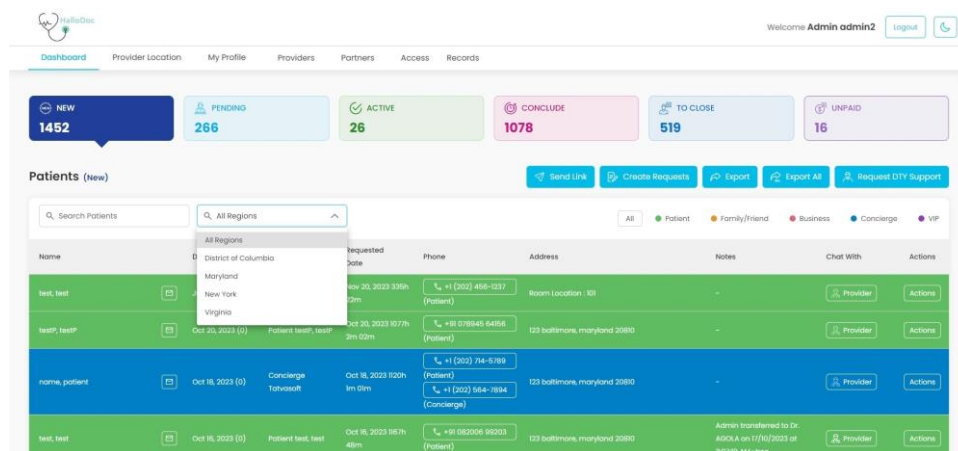 HelloDoc
Welcome Admin admin2
Logout
Dashboard Provider Location My Profile Providers Partners Access Records
NEW PENDING ACTIVE CONCLUDE TO CLOSE UNPAID
1452 266 26 1078 519 16
Patients (New)
Send Link Create Requests Export Export All Request DTY Support
Search Patients All Regions All Patient Family/Friend Business Concierge VIP
All Regions
District of Columbia
Maryland
New York
Virginia
Name D Requested Date Phone Address Notes Chat With Actions
test, test Nov 20, 2023 335h 22m +1 (202) 456-1237 Room Location : 101 - Provider Actions
(Patient)
testP, testP Oct 20, 2023 (0) Patient testP, testP Oct 20, 2023 1077h 2m 02m +91 076945 64156 123 baltimore, maryland 20810 - Provider Actions
(Patient)
name, patient Oct 18, 2023 (0) Concierge Tatvasoft Oct 18, 2023 1120h 1m 01m +1 (202) 714-5789 123 baltimore, maryland 20810 - Provider Actions
(Patient)
+1 (202) 564-7894
(Concierge)
test, test Oct 16, 2023 (0) Patient test, test Oct 16, 2023 1167h 48m +91 082006 99203 123 baltimore, maryland 20810 Provider Actions
(Patient)
Admin transferred to Dr.
AGOLA on 17/10/2023 at